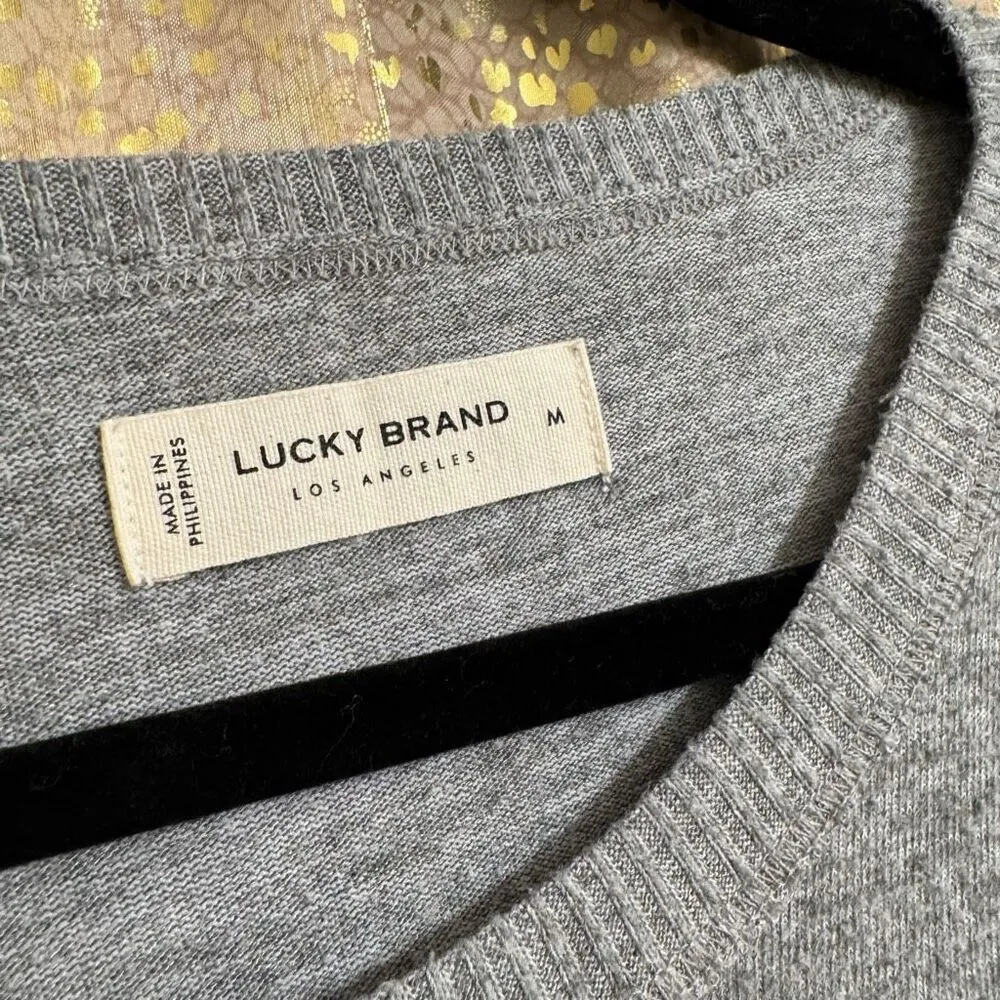 MADE IN
PHILIPPINES
LUCKY BRAND
LOS ANGELES
M